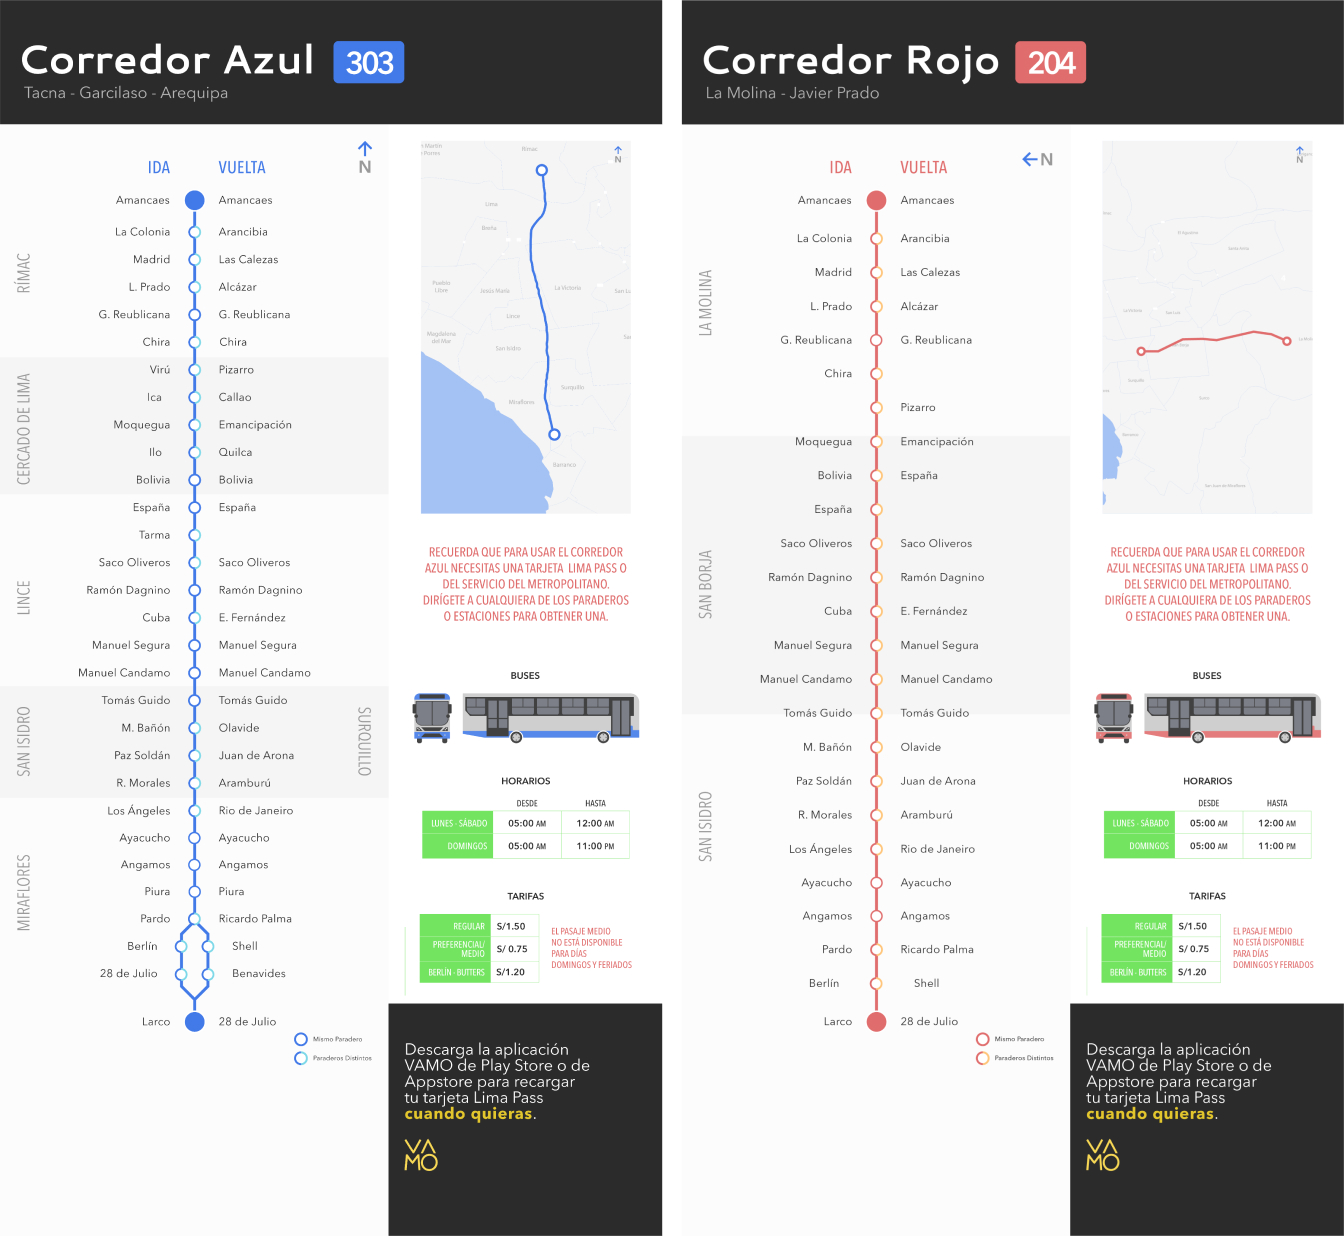 Corredor Azul 303
Tacna - Garcilaso - Arequipa
IDA VUELTA
N
Amancaes Amancaes
RÍMAC
La Colonia Arancibia
Madrid Las Calezas
L. Prado Alcázar
G. Reublicana G. Reublicana
Chira Chira
CERCADO DE LIMA
Virú Pizarro
Ica Callao
Moquegua Emancipación
Ilo Quilca
Bolivia Bolivia
LINCE
España España
Tarma
Saco Oliveros Saco Oliveros
Ramón Dagnino Ramón Dagnino
Cuba E. Fernández
Manuel Segura Manuel Segura
Manuel Candamo Manuel Candamo
SAN ISIDRO
SURQUILLO
Tomás Guido Tomás Guido
M. Bañón Olavide
Paz Soldán Juan de Arona
R. Morales Aramburú
MIRAFLORES
Los Ángeles Rio de Janeiro
Ayacucho Ayacucho
Angamos Angamos
Piura Piura
Pardo Ricardo Palma
Berlín Shell
28 de Julio Benavides
Larco 28 de Julio
Mismo Paradero
Paraderos Distintos
Rimac
N
Lima
Breña
Pueblo
Libre
Jesús María
La Victoria
San Lu
Lince
Magdalena
del Mar
San Isidro
Surquillo
Miraflores
Barranco
RECUERDA QUE PARA USAR EL CORREDOR
AZUL NECESITAS UNA TARJETA LIMA PASS O
DEL SERVICIO DEL METROPOLITANO.
DIRÍGETE A CUALQUIERA DE LOS PARADEROS
O ESTACIONES PARA OBTENER UNA.
BUSES
HORARIOS
DESDE HASTA
LUNES - SÁBADO 05:00 AM 12:00 AM
DOMINGOS 05:00 AM 11:00 PM
TARIFAS
REGULAR S/1.50
PREFERENCIAL/
MEDIO S/ 0.75
BERLÍN - BUTTERS S/1.20
EL PASAJE MEDIO
NO ESTÁ DISPONIBLE
PARA DÍAS
DOMINGOS Y FERIADOS
Descarga la aplicación
VAMO de Play Store o de
Appstore para recargar
tu tarjeta Lima Pass
cuando quieras.
VA
MO
Corredor Rojo 204
La Molina - Javier Prado
IDA VUELTA
N
Amancaes Amancaes
LA MOLINA
La Colonia Arancibia
Madrid Las Calezas
L. Prado Alcázar
G. Reublicana G. Reublicana
Chira
Pizarro
SAN BORJA
Moquegua Emancipación
Bolivia España
España
Saco Oliveros Saco Oliveros
Ramón Dagnino Ramón Dagnino
Cuba E. Fernández
Manuel Segura Manuel Segura
Manuel Candamo Manuel Candamo
Tomás Guido Tomás Guido
SAN ISIDRO
M. Bañón Olavide
Paz Soldán Juan de Arona
R. Morales Aramburú
Los Ángeles Rio de Janeiro
Ayacucho Ayacucho
Angamos Angamos
Pardo Ricardo Palma
Berlín Shell
Larco 28 de Julio
Mismo Paradero
Paraderos Distintos
N
RECUERDA QUE PARA USAR EL CORREDOR
AZUL NECESITAS UNA TARJETA LIMA PASS O
DEL SERVICIO DEL METROPOLITANO.
DIRÍGETE A CUALQUIERA DE LOS PARADEROS
O ESTACIONES PARA OBTENER UNA.
BUSES
HORARIOS
DESDE HASTA
LUNES - SÁBADO 05:00 AM 12:00 AM
DOMINGOS 05:00 AM 11:00 PM
TARIFAS
REGULAR S/1.50
PREFERENCIAL/
MEDIO S/ 0.75
BERLÍN - BUTTERS S/1.20
EL PASAJE MEDIO
NO ESTÁ DISPONIBLE
PARA DÍAS
DOMINGOS Y FERIADOS
Descarga la aplicación
VAMO de Play Store o de
Appstore para recargar
tu tarjeta Lima Pass
cuando quieras.
VA
MO